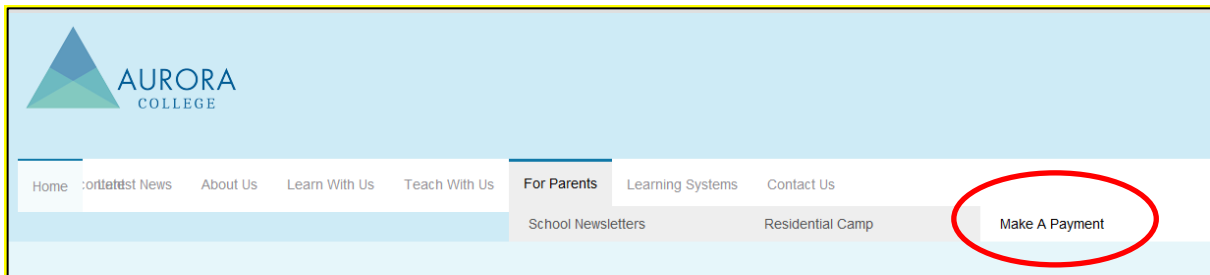 AURORA
COLLEGE
Home Latest News About Us Learn With Us Teach With Us For Parents Learning Systems Contact Us
School Newsletters Residential Camp Make A Payment